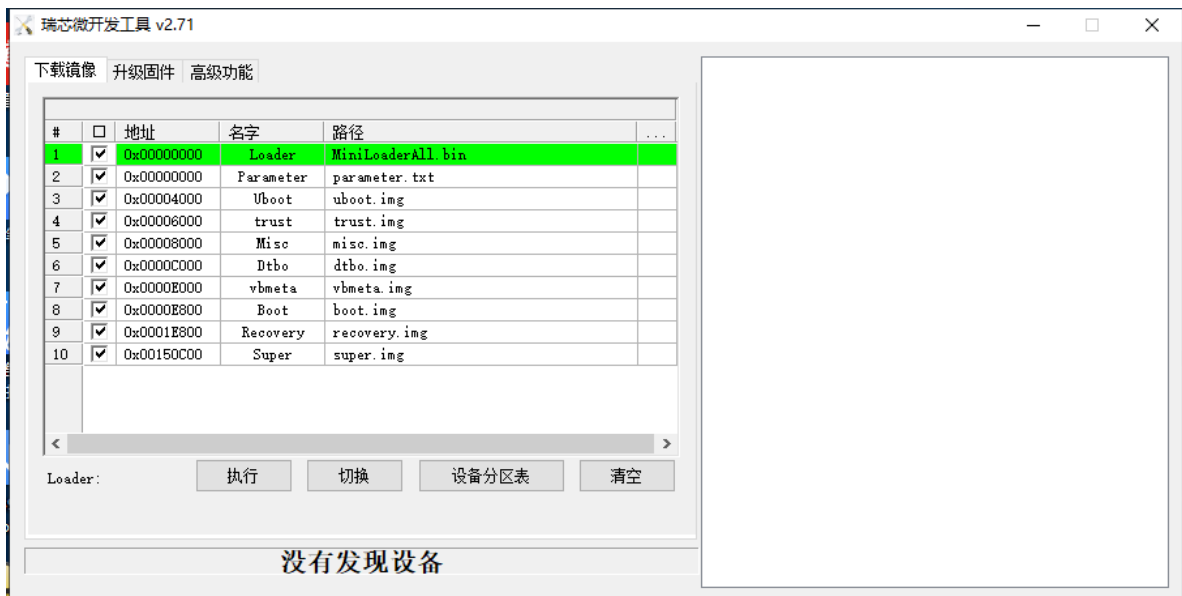 瑞芯微开发工具 v2.71
下载镜像 升级固件 高级功能
# 地址 名字 路径 ...
1 0x00000000 Loader MiniLoaderAll.bin
2 0x00000000 Parameter parameter.txt
3 0x00004000 Uboot uboot.img
4 0x00006000 trust trust.img
5 0x00008000 Misc misc.img
6 0x0000C000 Dtbo dtbo.img
7 0x0000E000 vbmeta vbmeta.img
8 0x0000E800 Boot boot.img
9 0x0001E800 Recovery recovery.img
10 0x00150C00 Super super.img
Loader: 执行 切换 设备分区表 清空
没有发现设备